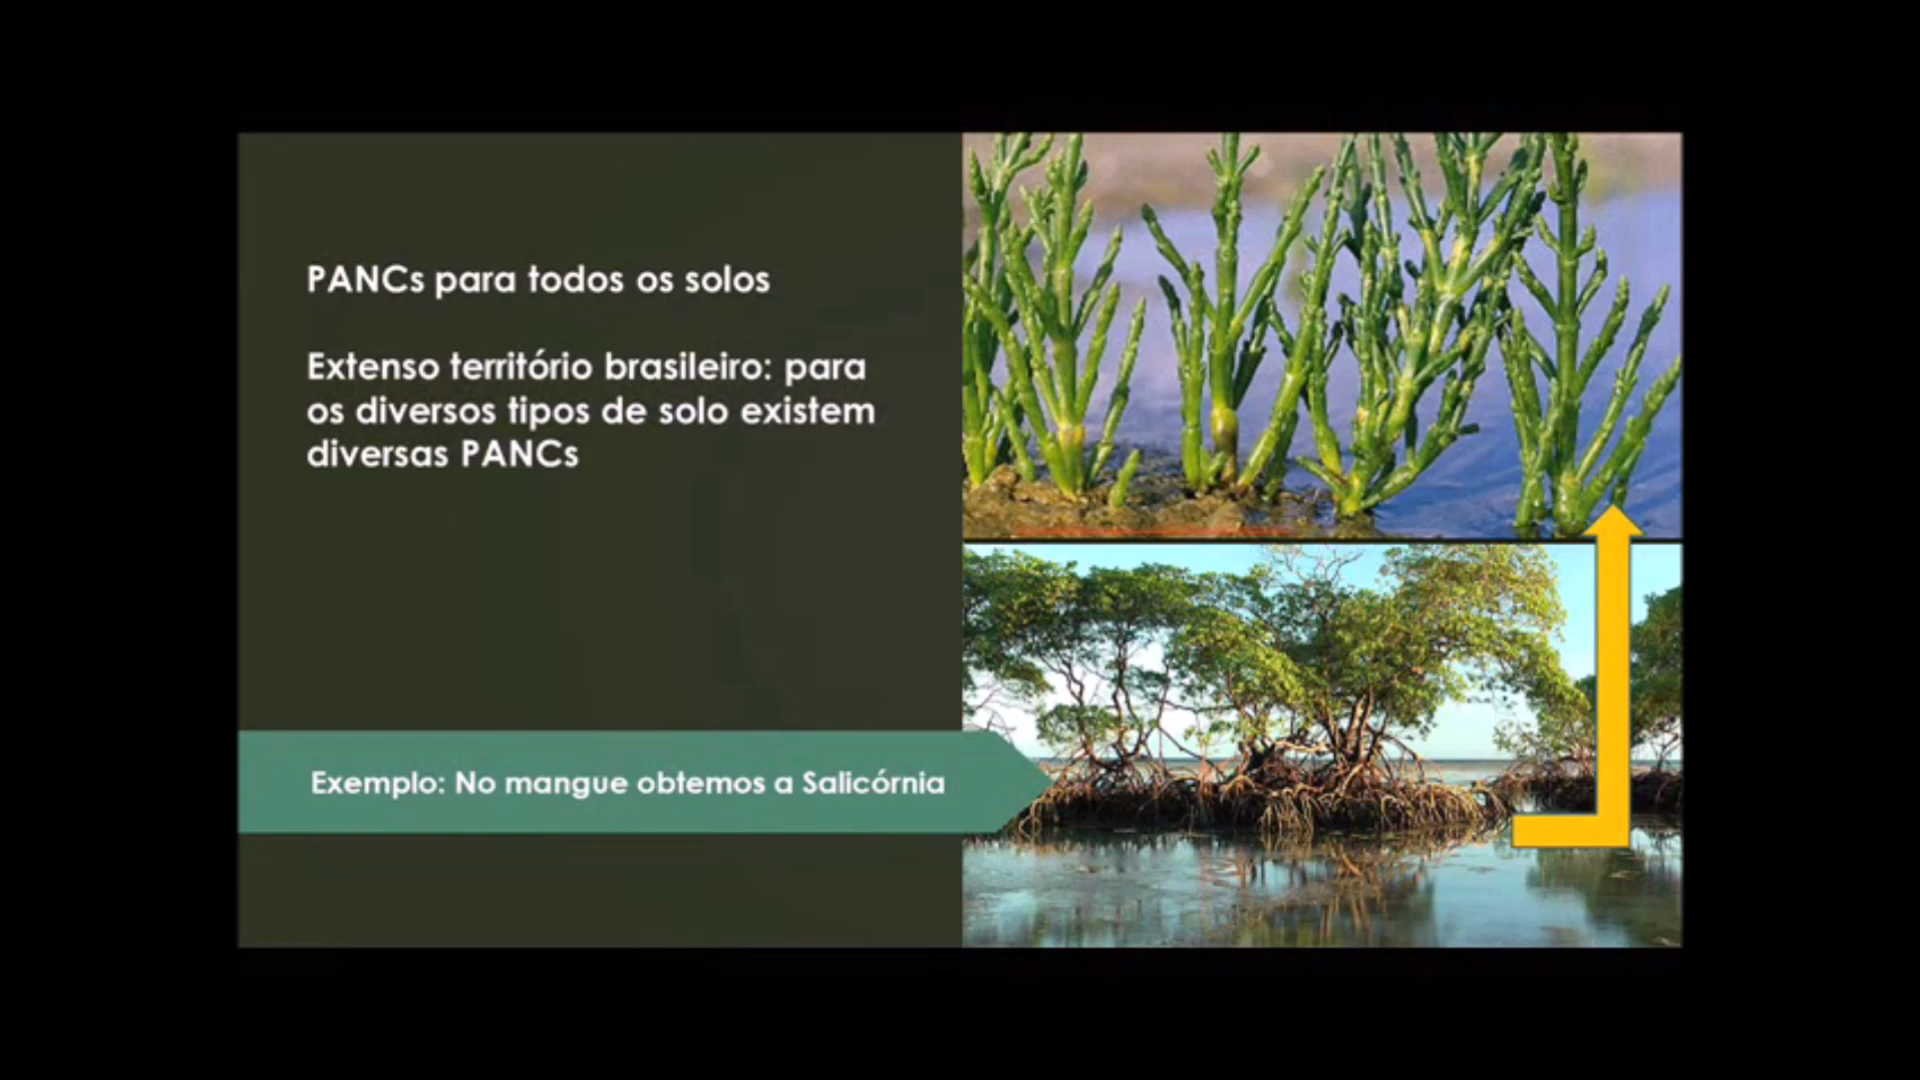 PANCs para todos os solos
Extenso território brasileiro: para
os diversos tipos de solo existem
diversas PANCs
Exemplo: No mangue obtemos a Salicórnia